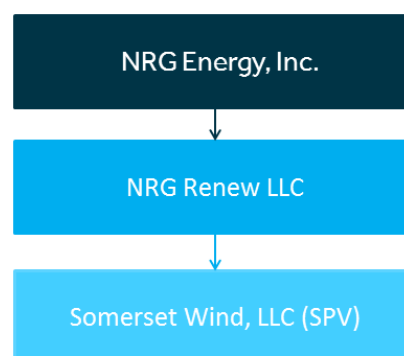 NRG Energy, Inc.
NRG Renew LLC
Somerset Wind, LLC (SPV)